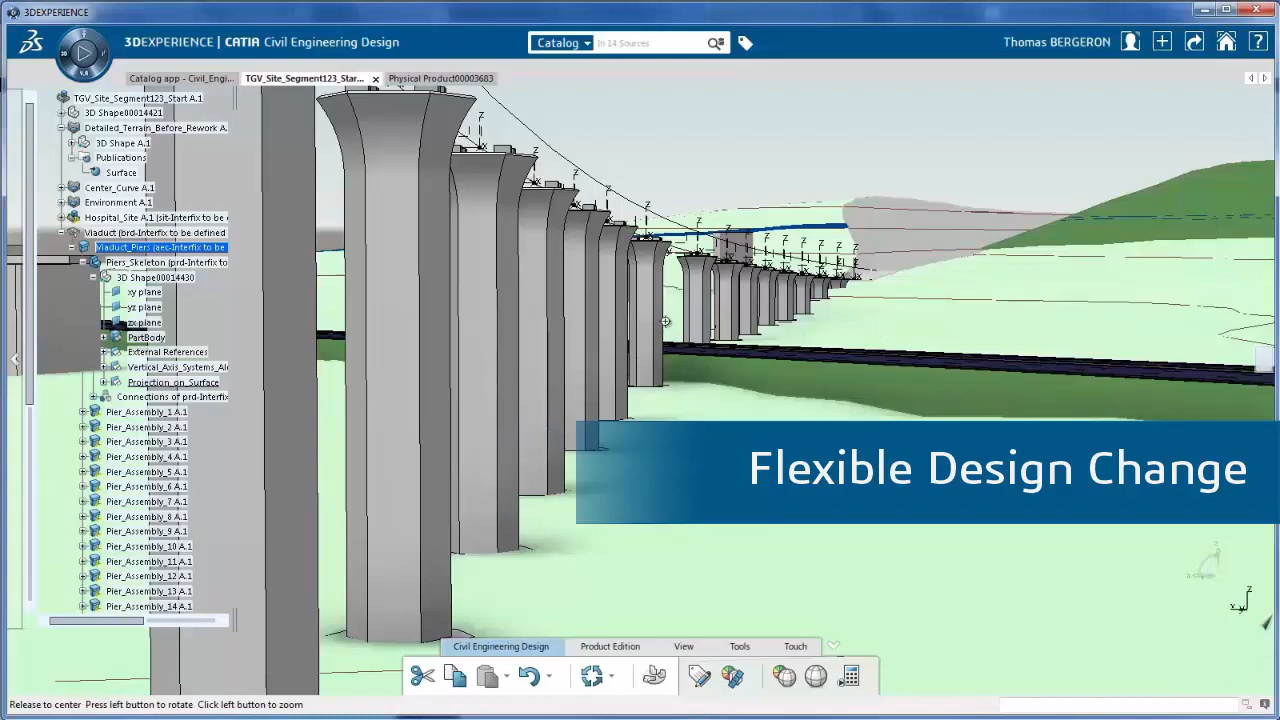 3DEXPERIENCE
3DEXPERIENCE | CATIA Civil Engineering Design
Catalog
In 14 Sources
Thomas BERGERON
3D
V.R
Catalog app - Civil_Engi...
TGV_Site_Segment123_Star...
Physical Product00003683
TGV_Site_Segment123_Start A.1
3D Shape00014421
Detailed_Terrain_Before_Rework A.
3D Shape A.1
Publications
Surface
Center_Curve A.1
Environment A.1
Hospital_Site A.1 (sit-Interfix to be
Viaduct (brd-Interfix to be defined
Viaduct_Piers (aec-Interfix to be
Piers_Skeleton (prd-Interfix to
3D Shape00014430
xy plane
yz plane
zx plane
PartBody
External References
Vertical_Axis_Systems_Al
Projection_on_Surface
Connections of prd-Interfix
Pier_Assembly_1 A.1
Pier_Assembly_2 A.1
Pier_Assembly_3 A.1
Pier_Assembly_4 A.1
Pier_Assembly_5 A.1
Pier_Assembly_6 A.1
Pier_Assembly_7 A.1
Pier_Assembly_8 A.1
Pier_Assembly_9 A.1
Pier_Assembly_10 A.1
Pier_Assembly_11 A.1
Pier_Assembly_12 A.1
Pier_Assembly_13 A.1
Pier_Assembly_14 A.1
Flexible Design Change
Civil Engineering Design
Product Edition
View
Tools
Touch
Release to center Press left button to rotate Click left button to zoom